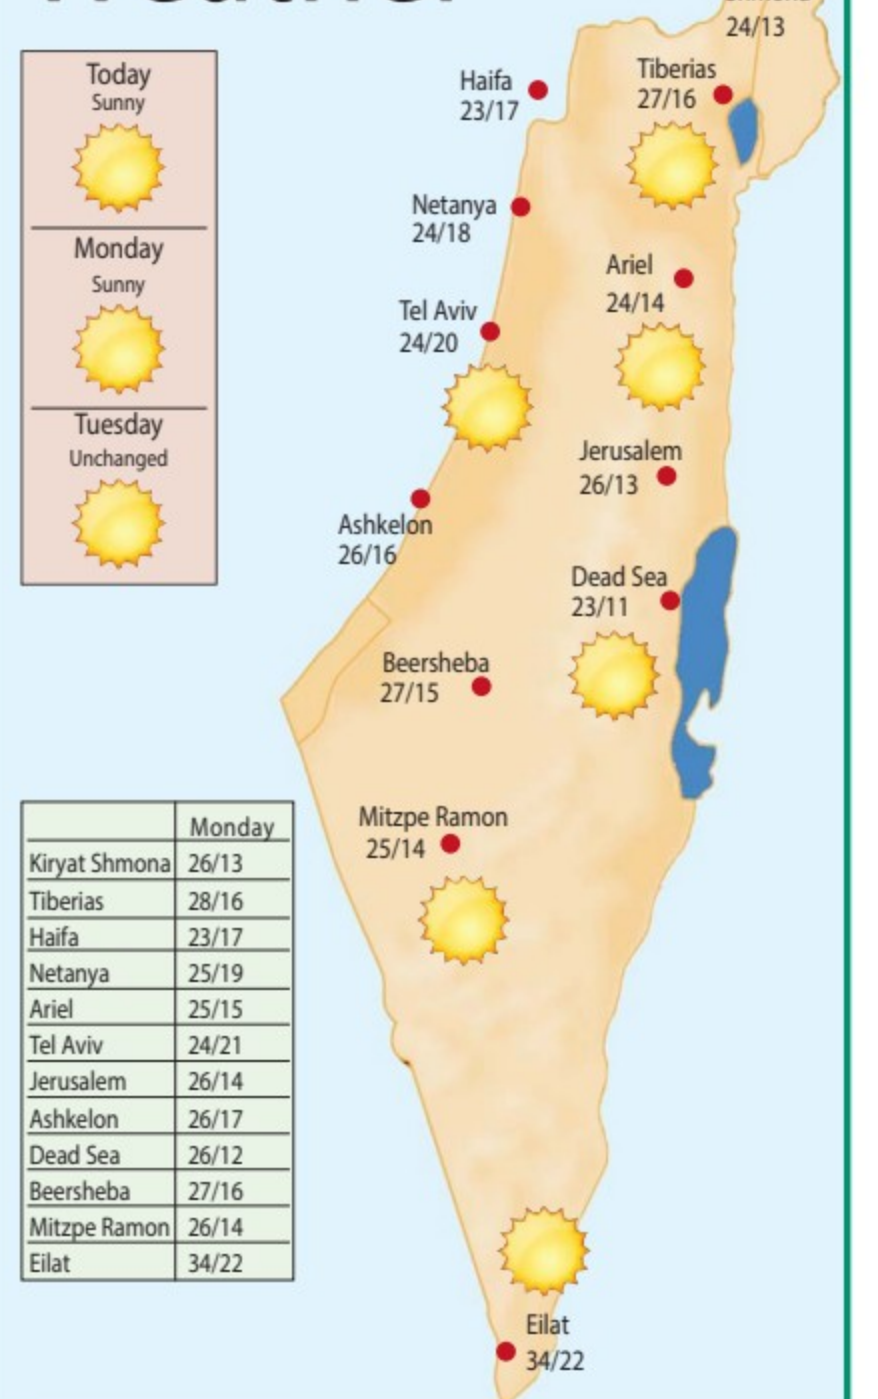 Weather
Today
Sunny
Monday
Sunny
Tuesday
Unchanged
24/13
Haifa
23/17
Tiberias
27/16
Netanya
24/18
Ariel
24/14
Tel Aviv
24/20
Jerusalem
26/13
Ashkelon
26/16
Dead Sea
23/11
Beersheba
27/15
Mitzpe Ramon
25/14
Eilat
34/22
Monday
Kiryat Shmona 26/13
Tiberias 28/16
Haifa 23/17
Netanya 25/19
Ariel 25/15
Tel Aviv 24/21
Jerusalem 26/14
Ashkelon 26/17
Dead Sea 26/12
Beersheba 27/16
Mitzpe Ramon 26/14
Eilat 34/22